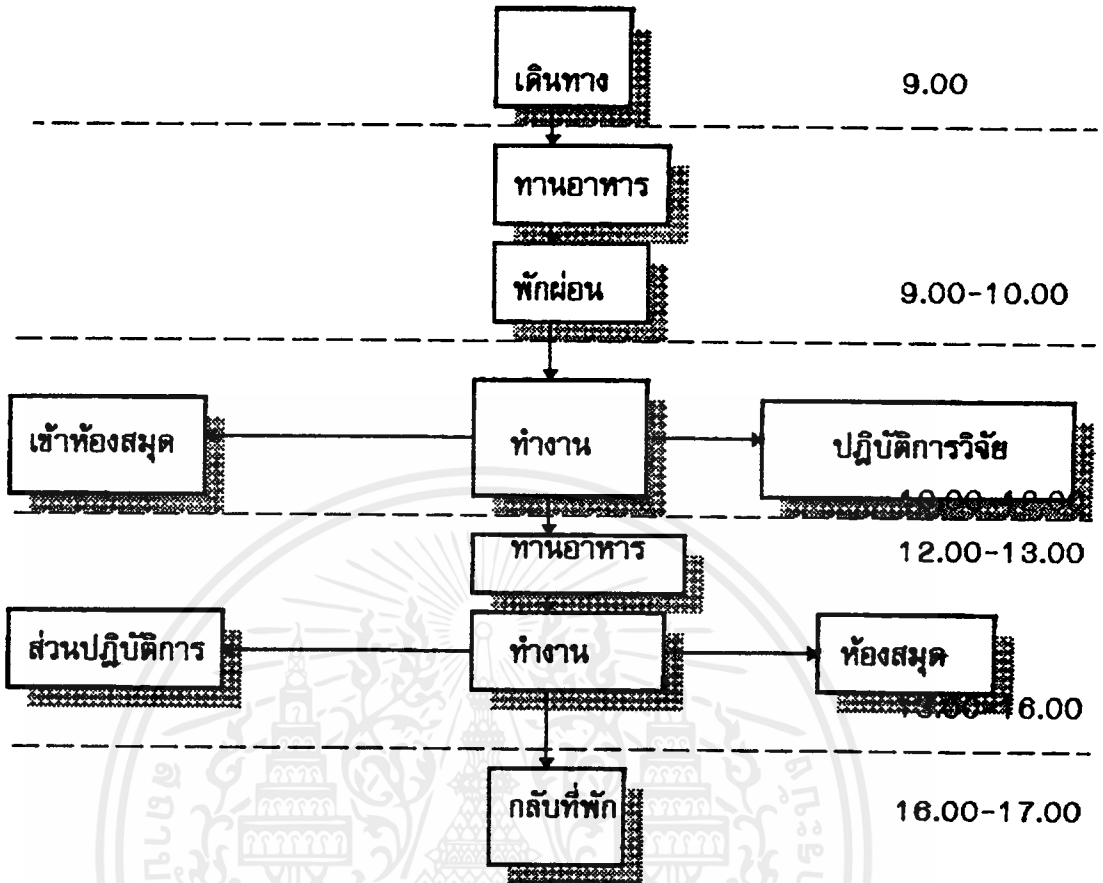 เดินทาง 9.00
ทานอาหาร
พักผ่อน 9.00-10.00
เข้าห้องสมุด ทำงาน ปฎิบัติการวิจัย
ทานอาหาร 12.00-13.00
ส่วนปฎิบัติการ ทำงาน ห้องสมุด
16.00
กลับที่พัก 16.00-17.00